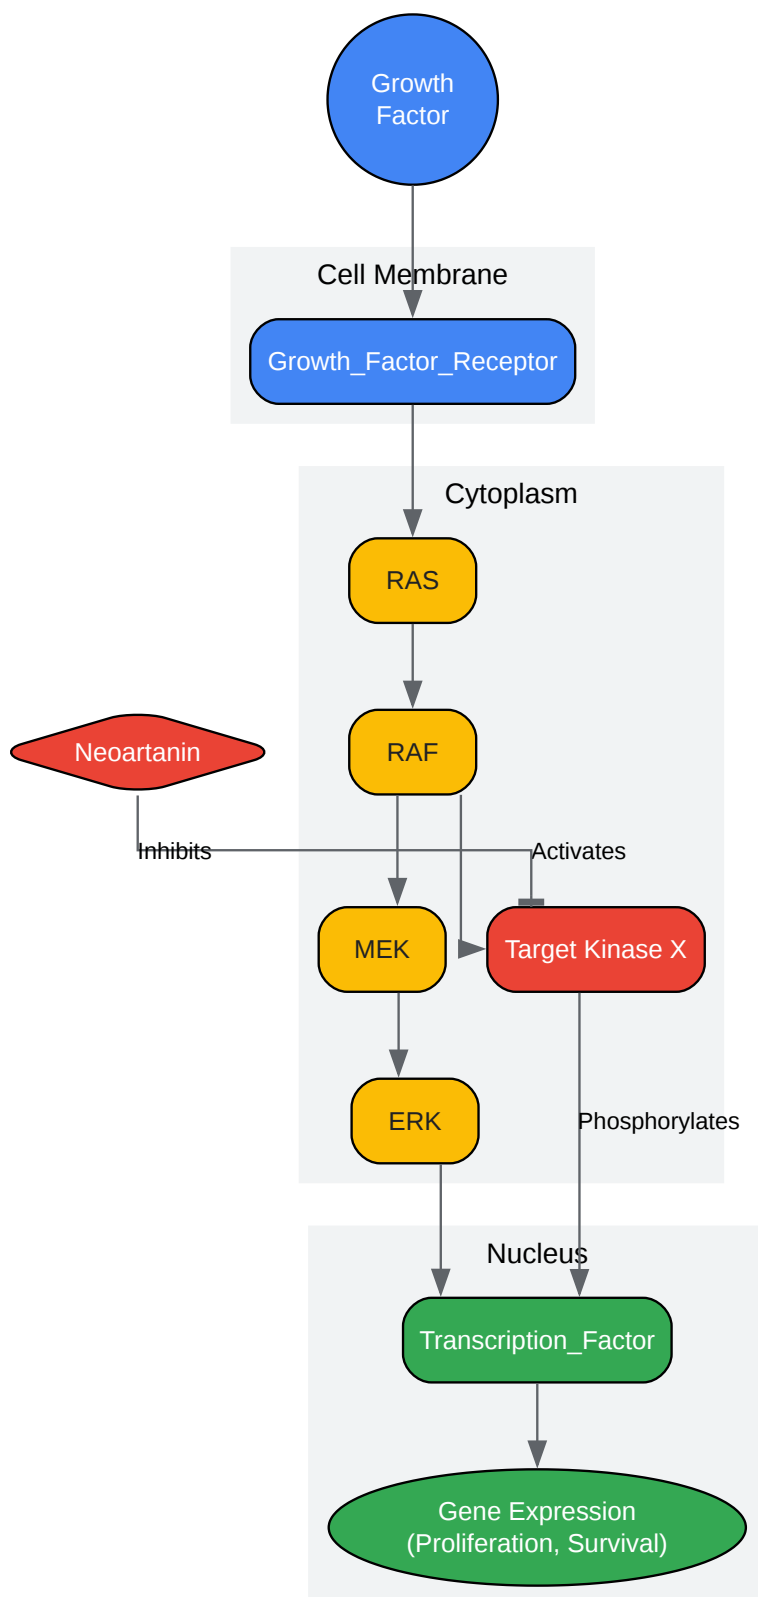 Growth
Factor
Cell Membrane
Growth_Factor_Receptor
Cytoplasm
RAS
Neoartanin
RAF
Inhibits
Activates
MEK
Target Kinase X
ERK
Phosphorylates
Nucleus
Transcription_Factor
Gene Expression
(Proliferation, Survival)